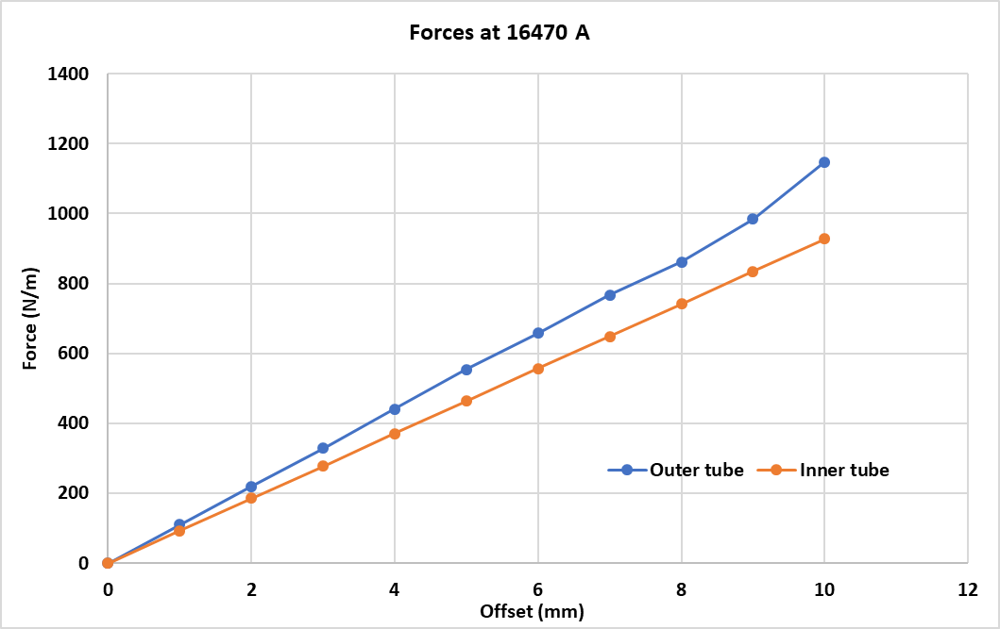 Forces at 16470 A
1400
1200
1000
800
600
400
200
0
Force (N/m)
Outer tube Inner tube
0 2 4 6 8 10 12
Offset (mm)